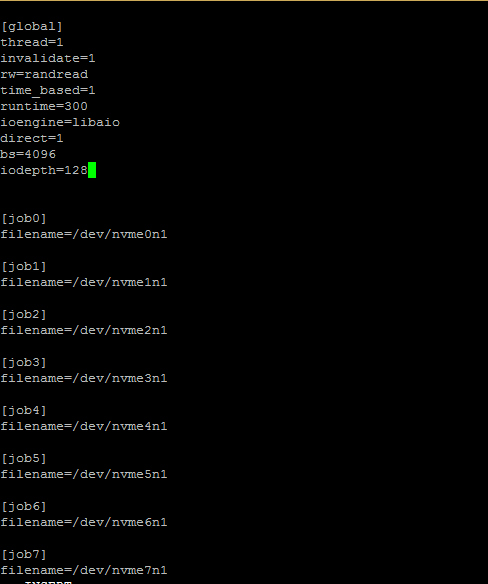 [global]
thread=1
invalidate=1
rw=randread
time_based=1
runtime=300
ioengine=libaio
direct=1
bs=4096
iodepth=128
[job0]
filename=/dev/nvme0n1
[job1]
filename=/dev/nvme1n1
[job2]
filename=/dev/nvme2n1
[job3]
filename=/dev/nvme3n1
[job4]
filename=/dev/nvme4n1
[job5]
filename=/dev/nvme5n1
[job6]
filename=/dev/nvme6n1
[job7]
filename=/dev/nvme7n1